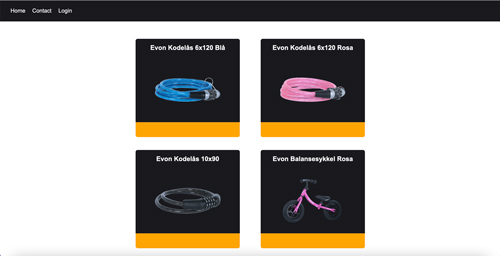 Home Contact Login
Evon Kodelås 6x120 Blå
Evon Kodelås 6x120 Rosa
Evon Kodelås 10x90
Evon Balansesykkel Rosa